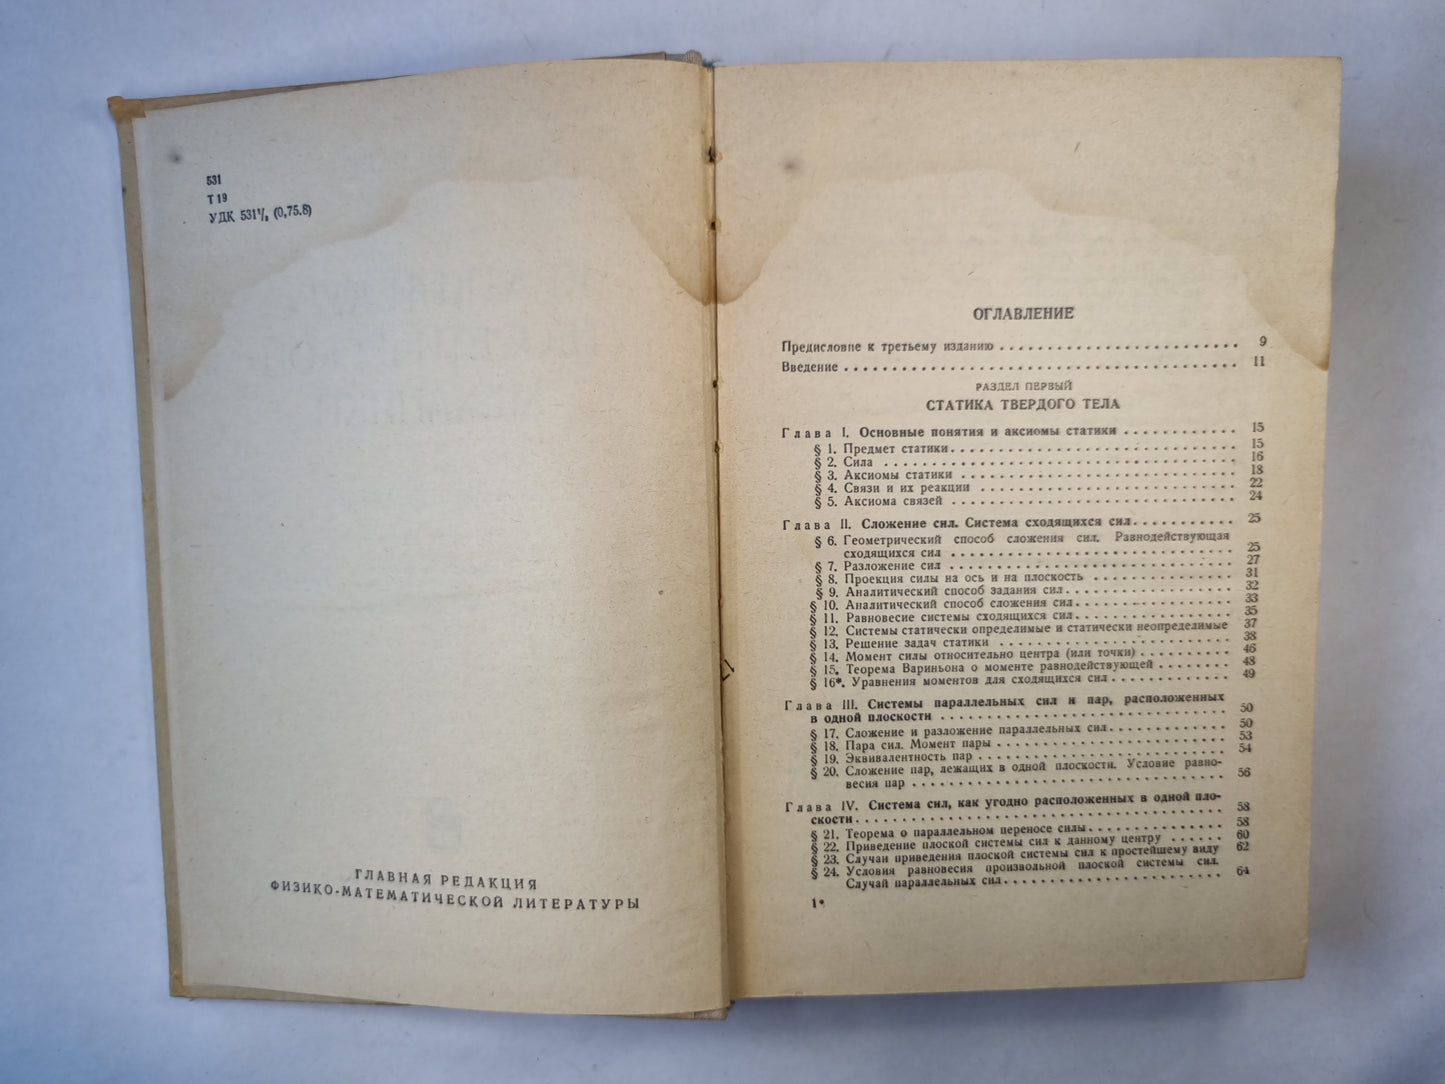 531
Т 19
УДК 531¹/₂ (0,75.8)
ГЛАВНАЯ РЕДАКЦИЯ
ФИЗИКО-МАТЕМАТИЧЕСКОЙ ЛИТЕРАТУРЫ
ОГЛАВЛЕНИЕ
Предисловие к третьему изданию . . . . . . . . . . . . . . . . . . . . . . . . . 9
Введение . . . . . . . . . . . . . . . . . . . . . . . . . . . . . . . . . 11
РАЗДЕЛ ПЕРВЫЙ
СТАТИКА ТВЕРДОГО ТЕЛА
Глава I. Основные понятия и аксиомы статики . . . . . . . . . . . . 15
§ 1. Предмет статики . . . . . . . . . . . . . . . . . . . . . . . . 15
§ 2. Сила . . . . . . . . . . . . . . . . . . . . . . . . . . . . . 16
§ 3. Аксиомы статики . . . . . . . . . . . . . . . . . . . . . . . 18
§ 4. Связи и их реакции . . . . . . . . . . . . . . . . . . . . . . 22
§ 5. Аксиома связей . . . . . . . . . . . . . . . . . . . . . . . . 24
Глава II. Сложение сил. Система сходящихся сил . . . . . . . . . . . 25
§ 6. Геометрический способ сложения сил. Равнодействующая
сходящихся сил . . . . . . . . . . . . . . . . . . . . . . . . 25
§ 7. Разложение сил . . . . . . . . . . . . . . . . . . . . . . . . 27
§ 8. Проекция силы на ось и на плоскость . . . . . . . . . . . . 31
§ 9. Аналитический способ задания сил . . . . . . . . . . . . . . 32
§ 10. Аналитический способ сложения сил . . . . . . . . . . . . . 33
§ 11. Равновесие системы сходящихся сил . . . . . . . . . . . . . 35
§ 12. Системы статически определимые и статически неопределимые 37
§ 13. Решение задач статики . . . . . . . . . . . . . . . . . . . . 38
§ 14. Момент силы относительно центра (или точки) . . . . . . . . . . 46
§ 15. Теорема Вариньона о моменте равнодействующей . . . . . . . . 48
§ 16*. Уравнения моментов для сходящихся сил . . . . . . . . . . . . 49
Глава III. Системы параллельных сил и пар, расположенных
в одной плоскости . . . . . . . . . . . . . . . . . . . . . . . . 50
§ 17. Сложение и разложение параллельных сил . . . . . . . . . . 50
§ 18. Пара сил. Момент пары . . . . . . . . . . . . . . . . . . . . 53
§ 19. Эквивалентность пар . . . . . . . . . . . . . . . . . . . . . 54
§ 20. Сложение пар, лежащих в одной плоскости. Условие равно-
весия пар . . . . . . . . . . . . . . . . . . . . . . . . . . . 56
Глава IV. Система сил, как угодно расположенных в одной пло-
скости . . . . . . . . . . . . . . . . . . . . . . . . . . . . . . 58
§ 21. Теорема о параллельном переносе силы . . . . . . . . . . . . 58
§ 22. Приведение плоской системы сил к данному центру . . . . . . 60
§ 23. Случаи приведения плоской системы сил к простейшему виду 62
§ 24. Условия равновесия произвольной плоской системы сил.
Случай параллельных сил . . . . . . . . . . . . . . . . . . . 64
1*